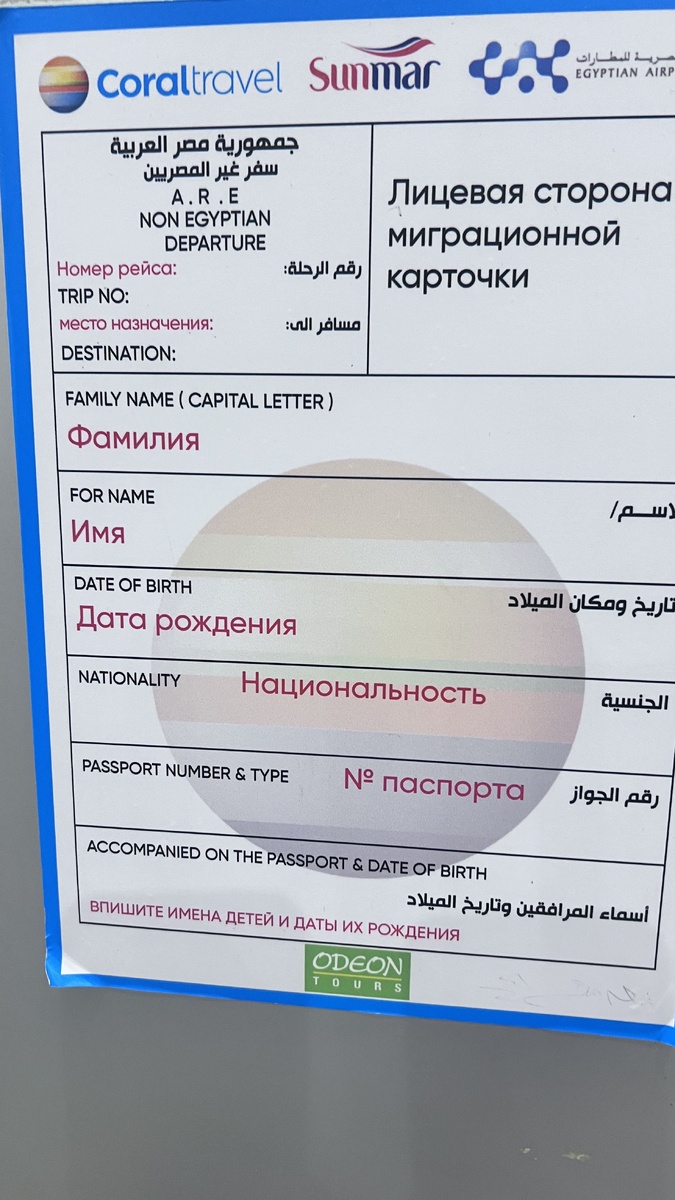 Coraltravel
Sunmar
EGYPTIAN
جمهورية مصر العربية
سفر غير المصريين
A.R.E
NON EGYPTIAN
DEPARTURE
Номер рейса: رقم الرحلة:
TRIP NO:
место назначения: مسافر الى:
DESTINATION:
Лицевая сторона
миграционной
карточки
FAMILY NAME ( CAPITAL LETTER )
Фамилия
FOR NAME
Имя
DATE OF BIRTH تاريخ ومكان الميلاد
Дата рождения
NATIONALITY Национальность الجنسية
PASSPORT NUMBER & TYPE № паспорта رقم الجواز
ACCOMPANIED ON THE PASSPORT & DATE OF BIRTH
أسماء المرافقين وتاريخ الميلاد
ВПИШИТЕ ИМЕНА ДЕТЕЙ И ДАТЫ ИХ РОЖДЕНИЯ
ODEON
TOURS